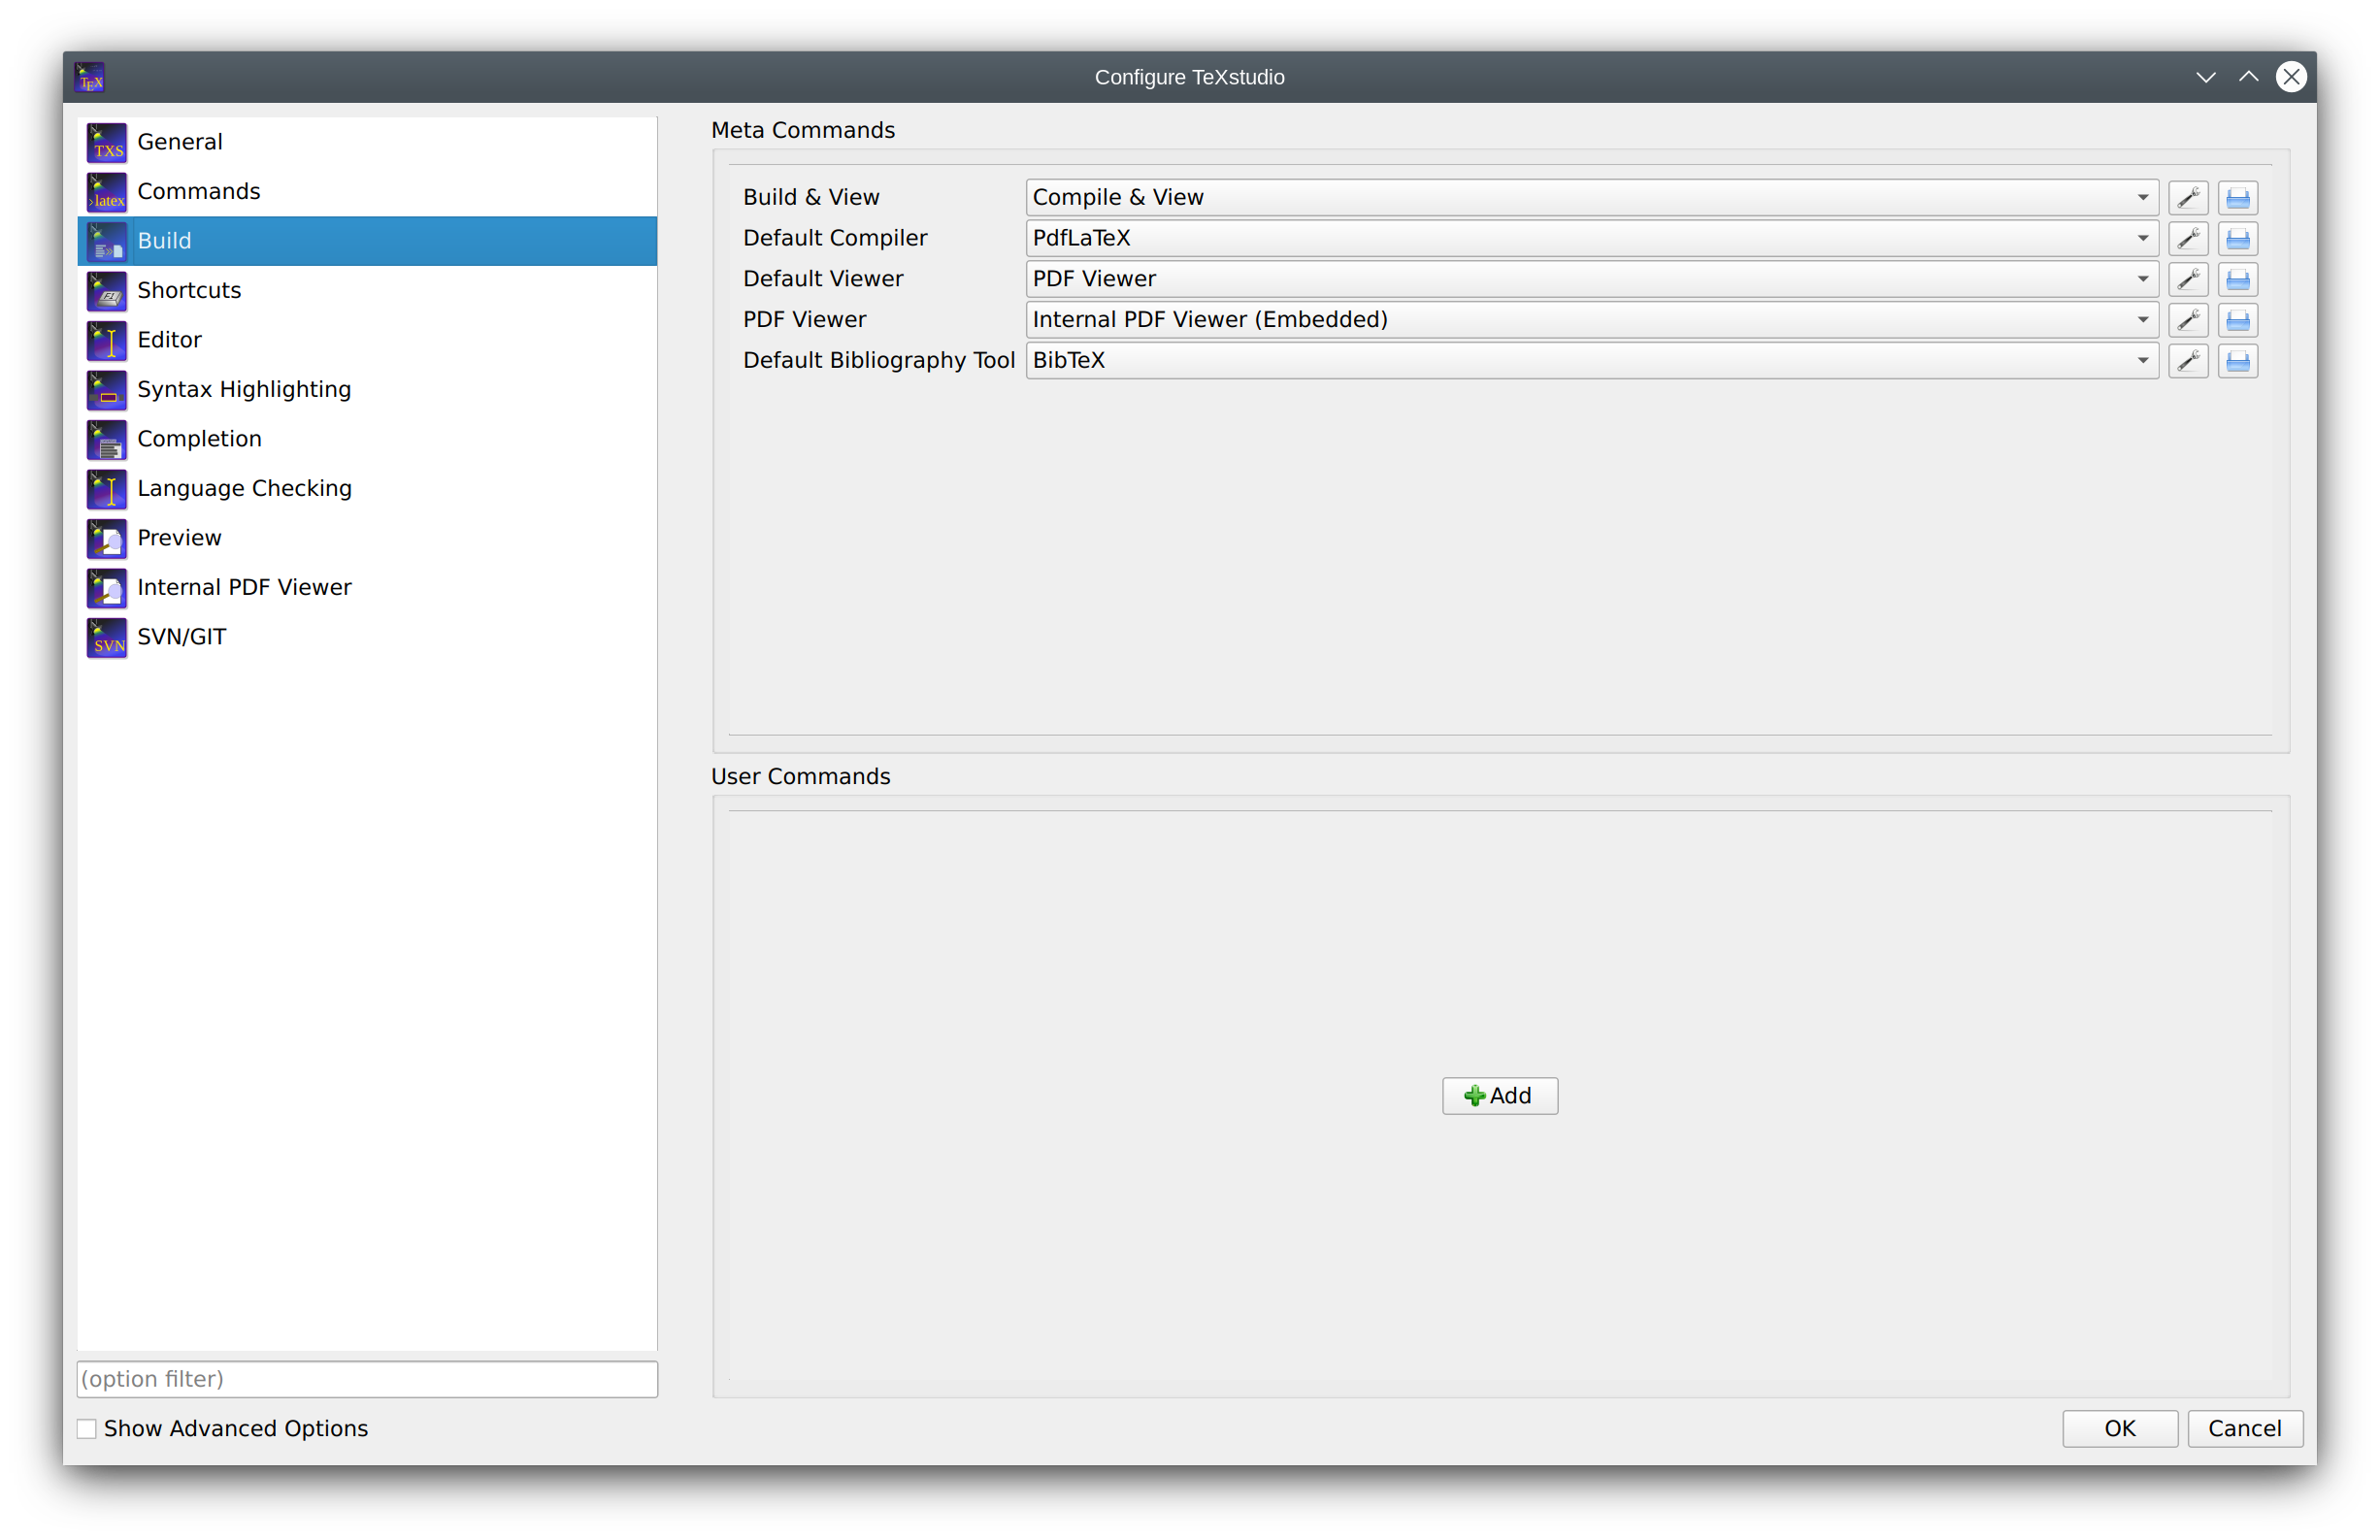 Configure TeXstudio
General
Commands
Build
Shortcuts
Editor
Syntax Highlighting
Completion
Language Checking
Preview
Internal PDF Viewer
SVN/GIT
(option filter)
Show Advanced Options
Meta Commands
Build & View Compile & View
Default Compiler PdfLaTeX
Default Viewer PDF Viewer
PDF Viewer Internal PDF Viewer (Embedded)
Default Bibliography Tool BibTeX
User Commands
Add
OK Cancel